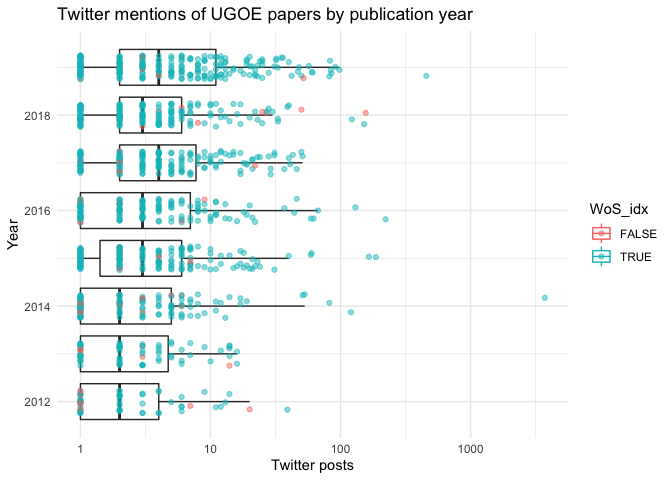 Twitter mentions of UGOE papers by publication year
2018
2016
2014
2012
Year
1
10
100
1000
Twitter posts
WoS_idx
FALSE
TRUE